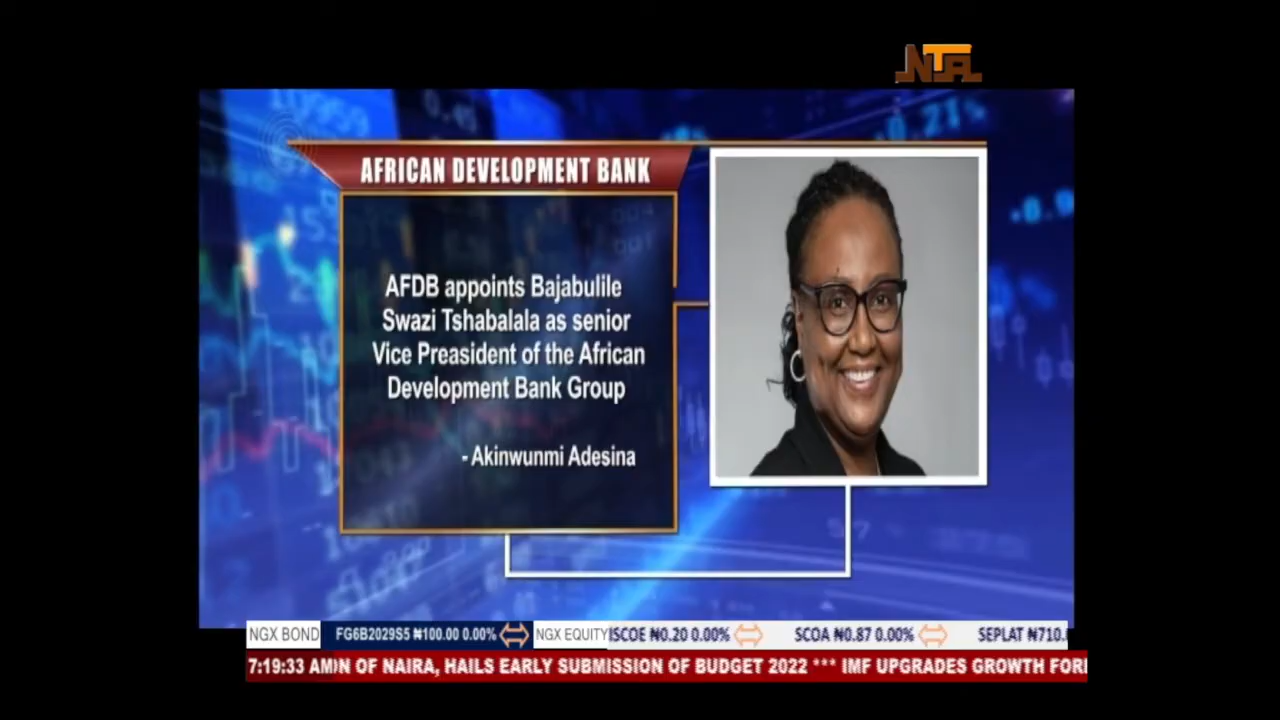 NTA
AFRICAN DEVELOPMENT BANK
AFDB appoints Bajabulile
Swazi Tshabalala as senior
Vice Preasident of the African
Development Bank Group
- Akinwunmi Adesina
NGX BOND FG6B2029S5 ₦100.00 0.00% NGX EQUITY ISCOE ₦0.20 0.00% SCOA ₦0.87 0.00% SEPLAT ₦710.
7:19:33 AM ON OF NAIRA, HAILS EARLY SUBMISSION OF BUDGET 2022 *** IMF UPGRADES GROWTH